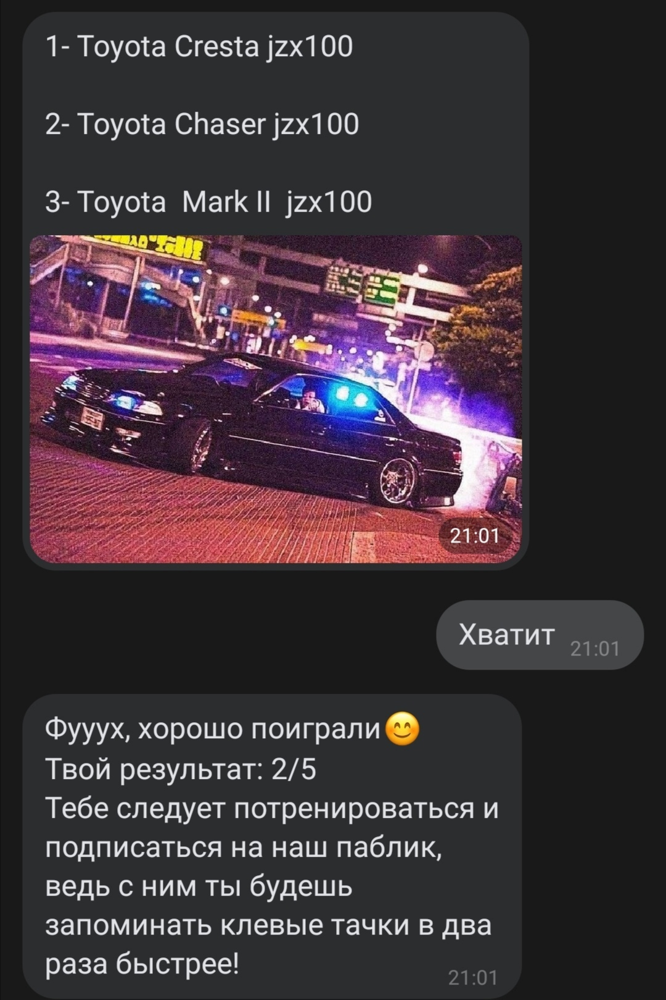 1- Toyota Cresta jzx100
2- Toyota Chaser jzx100
3- Toyota  Mark II  jzx100
21:01
Хватит 21:01
Фууух, хорошо поиграли😊
Твой результат: 2/5
Тебе следует потренироваться и
подписаться на наш паблик,
ведь с ним ты будешь
запоминать клевые тачки в два
раза быстрее!
21:01